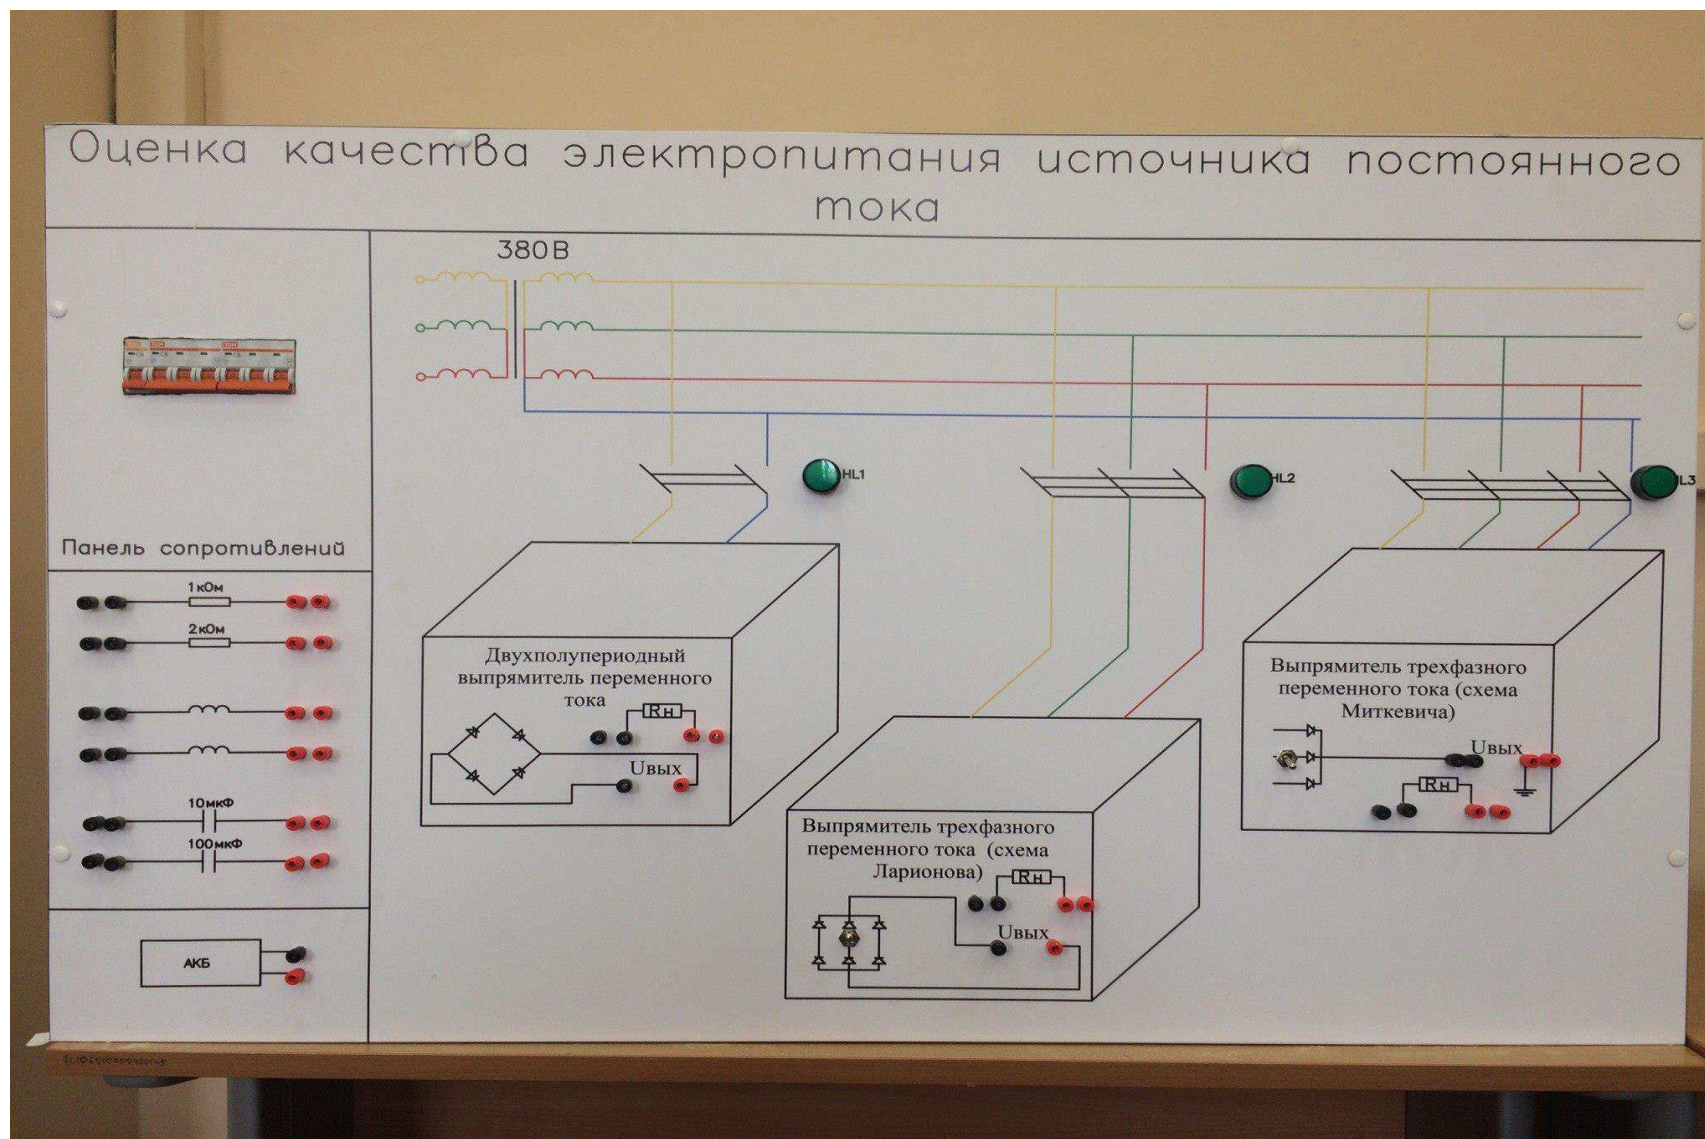 Оценка качества электропитания источника постоянного
тока
380В
HL1
HL2
L3
Панель сопротивлений
1кОм
2кОм
10мкФ
100мкФ
АКБ
Двухполупериодный
выпрямитель переменного
тока
Rн
Uвых
Выпрямитель трехфазного
переменного тока (схема
Ларионова)
Rн
Uвых
Выпрямитель трехфазного
переменного тока (схема
Миткевича)
Uвых
Rн